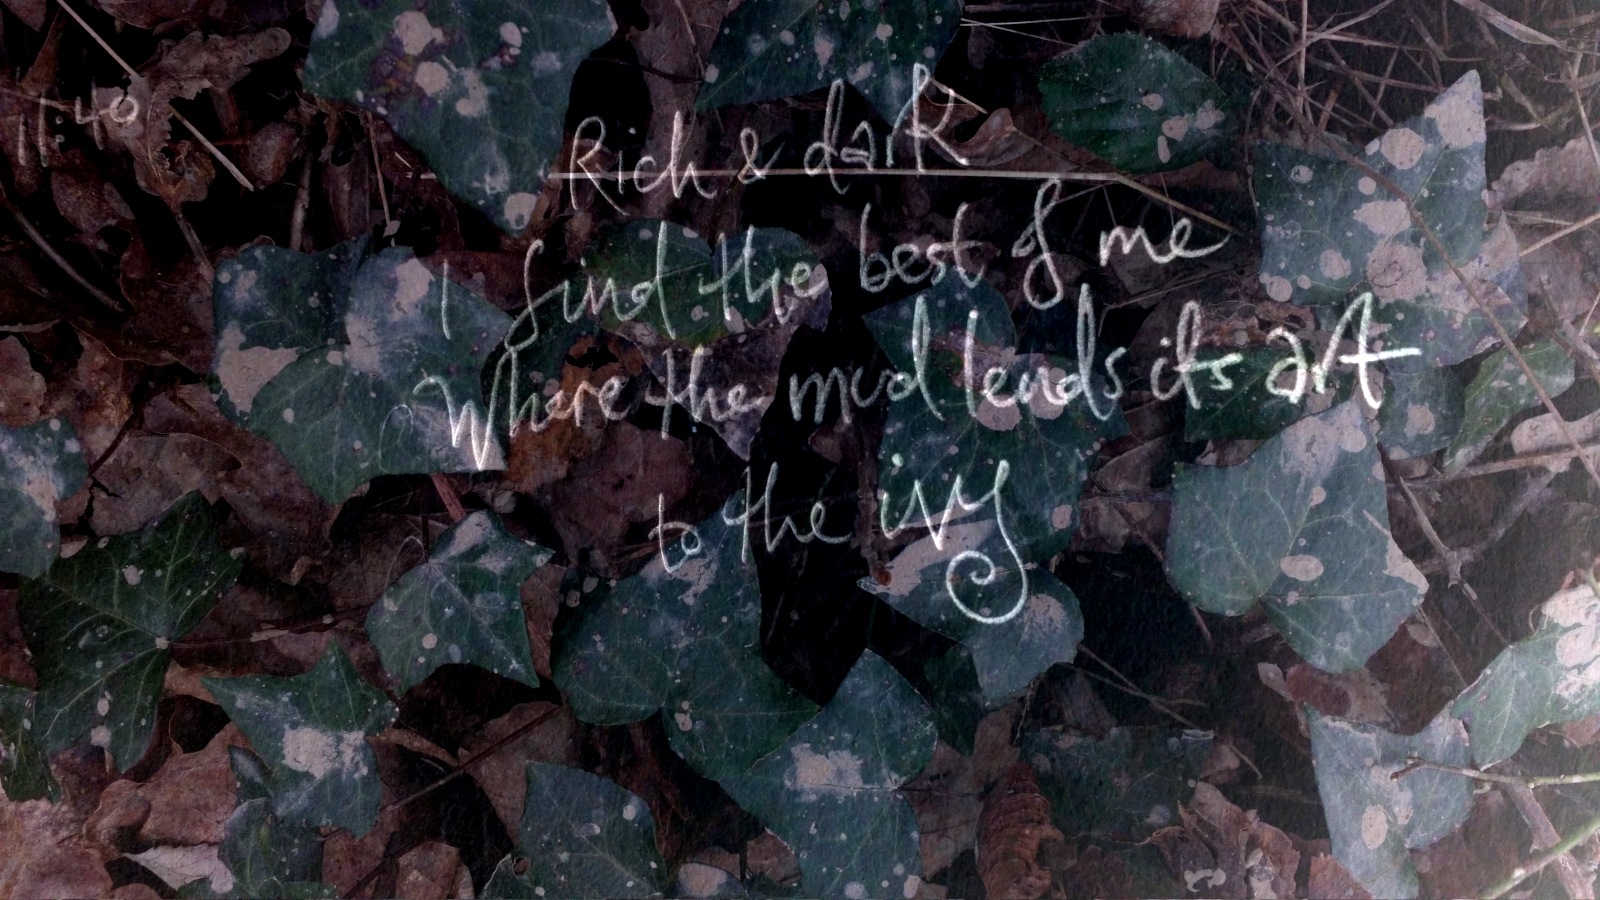 11:40
Rich & dark
I find the best of me
Where the mud lends its art
to the ivy